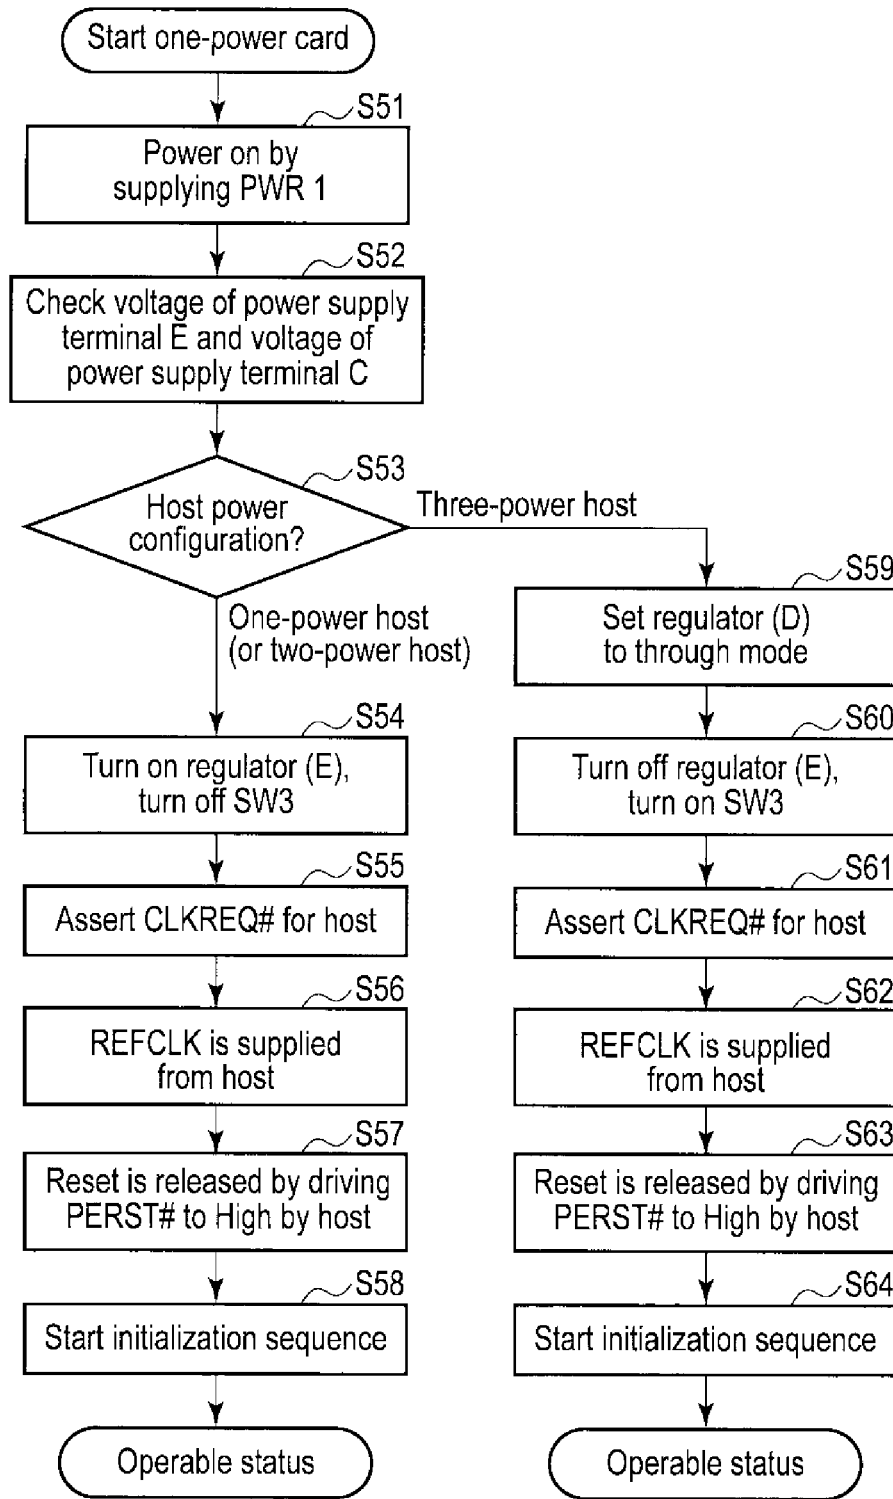 Start one-power card
S51
Power on by
supplying PWR 1
S52
Check voltage of power supply
terminal E and voltage of
power supply terminal C
S53
Host power
configuration?
Three-power host
One-power host
(or two-power host)
S54
Turn on regulator (E),
turn off SW3
S55
Assert CLKREQ# for host
S56
REFCLK is supplied
from host
S57
Reset is released by driving
PERST# to High by host
S58
Start initialization sequence
Operable status
S59
Set regulator (D)
to through mode
S60
Turn off regulator (E),
turn on SW3
S61
Assert CLKREQ# for host
S62
REFCLK is supplied
from host
S63
Reset is released by driving
PERST# to High by host
S64
Start initialization sequence
Operable status